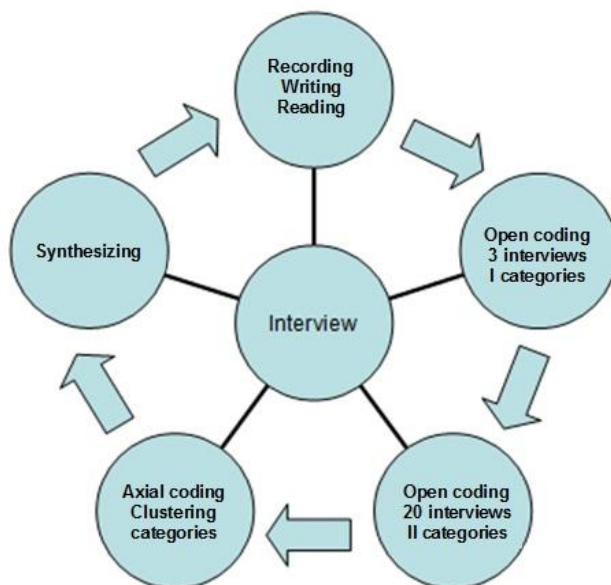 Recording
Writing
Reading
Open coding
3 interviews
I categories
Open coding
20 interviews
II categories
Axial coding
Clustering
categories
Synthesizing
Interview